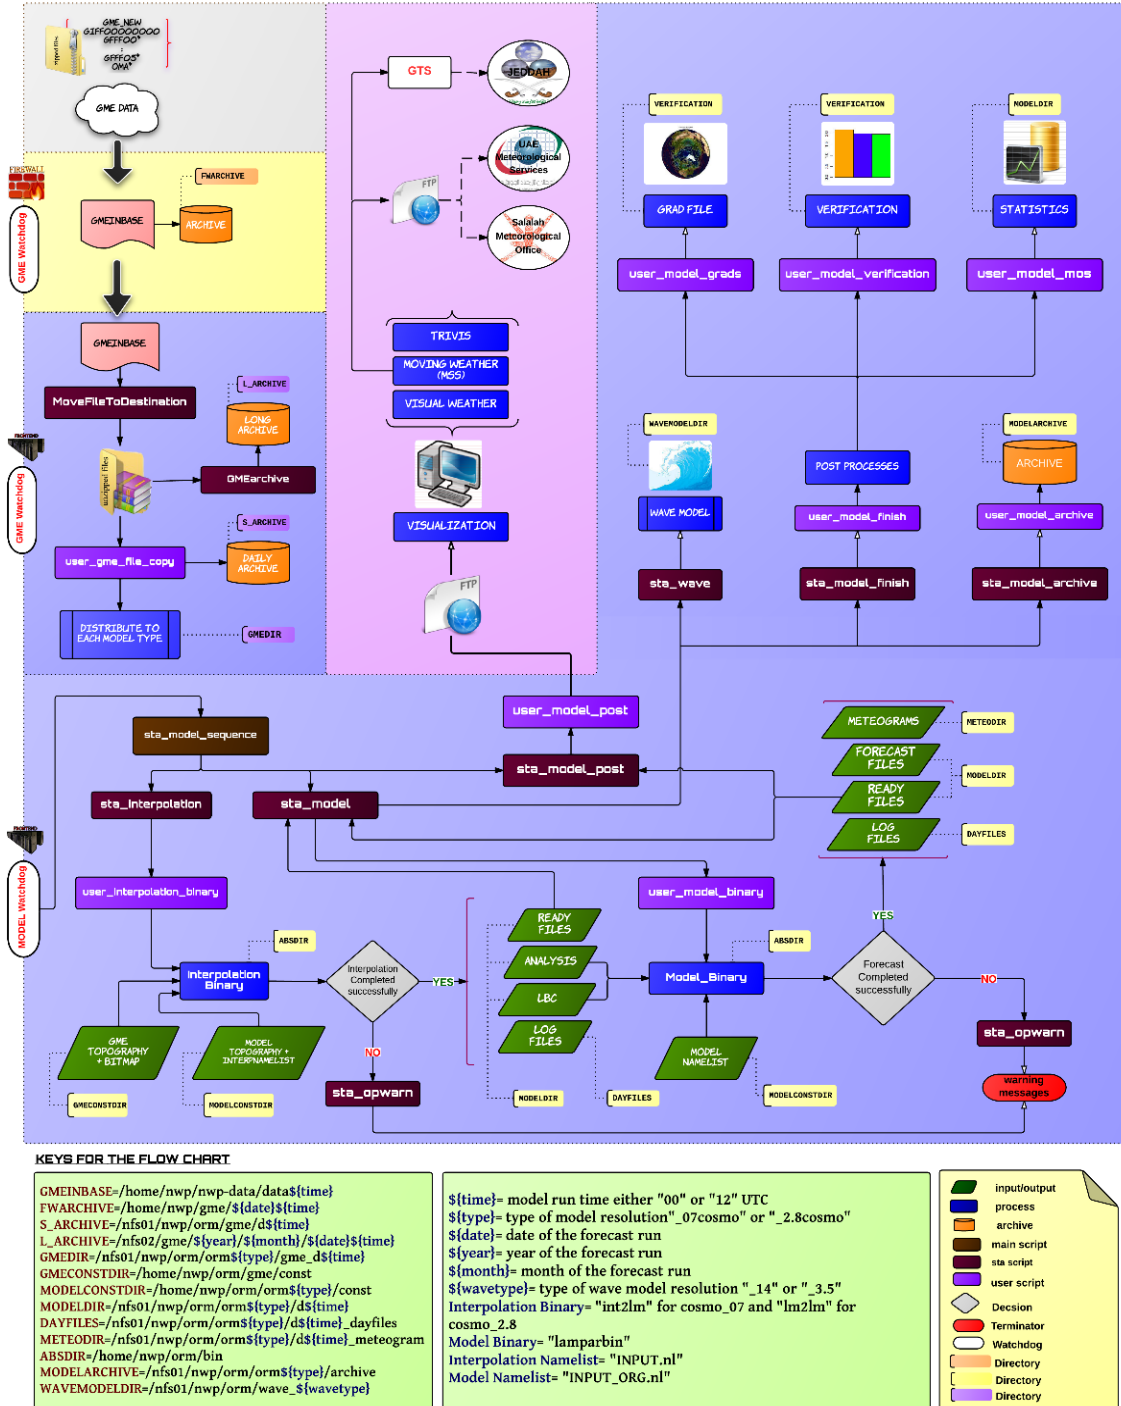 GME_NEW
GIFFOOOOOOOO
GFFFOO*
:
GFFFO5*
OMA*
GME DATA
FIREWALL
GME Watchdog
FWARCHIVE
GMEINBASE
ARCHIVE
GMEINBASE
MoveFileToDestination
L_ARCHIVE
LONG
ARCHIVE
unzipped files
GMEarchive
FRONTEND
GME Watchdog
S_ARCHIVE
user_gme_file_copy
DAILY
ARCHIVE
DISTRIBUTE TO
EACH MODEL TYPE
GMEDIR
GTS
JEDDAH
UAE
Meteorological
Services
FTP
Salalah
Meteorological
Office
TRIVIS
MOVING WEATHER
(MSS)
VISUAL WEATHER
VISUALIZATION
FTP
VERIFICATION
VERIFICATION
MODELDIR
GRAD FILE
VERIFICATION
STATISTICS
user_model_grads
user_model_verification
user_model_mos
WAVEMODELDIR
MODELARCHIVE
POST PROCESSES
ARCHIVE
WAVE MODEL
user_model_finish
user_model_archive
sta_wave
sta_model_finish
sta_model_archive
user_model_post
sta_model_sequence
sta_model_post
METEOGRAMS
METEODIR
FORECAST
FILES
MODELDIR
READY
FILES
LOG
FILES
DAYFILES
sta_Interpolation
sta_model
FRONTEND
MODEL Watchdog
user_Interpolation_binary
user_model_binary
YES
READY
FILES
ABSDIR
ABSDIR
Interpolation
Binary
Interpolation
Completed
successfully
YES
ANALYSIS
LBC
Model_Binary
Forecast
Completed
successfully
NO
GME
TOPOGRAPHY
+ BITMAP
MODEL
TOPOGRAPHY +
INTERPNAMELIST
NO
LOG
FILES
MODEL
NAMELIST
sta_opwarn
sta_opwarn
warning
messages
GMECONSTDIR
MODELCONSTDIR
MODELDIR
DAYFILES
MODELCONSTDIR
KEYS FOR THE FLOW CHART
GMEINBASE=/home/nwp/nwp-data/data${time}
FWARCHIVE=/home/nwp/gme/${date}${time}
S_ARCHIVE=/nfs01/nwp/orm/gme/d${time}
L_ARCHIVE=/nfs02/gme/${year}/${month}/${date}${time}
GMEDIR=/nfs01/nwp/orm/orm${type}/gme_d${time}
GMECONSTDIR=/home/nwp/orm/gme/const
MODELCONSTDIR=/home/nwp/orm/orm${type}/const
MODELDIR=/nfs01/nwp/orm/orm${type}/d${time}
DAYFILES=/nfs01/nwp/orm/orm${type}/d${time}_dayfiles
METEODIR=/nfs01/nwp/orm/orm${type}/d${time}_meteogram
ABSDIR=/home/nwp/orm/bin
MODELARCHIVE=/nfs01/nwp/orm/orm${type}/archive
WAVEMODELDIR=/nfs01/nwp/orm/wave_${wavetype}
${time}= model run time either "00" or "12" UTC
${type}= type of model resolution"_07cosmo" or "_2.8cosmo"
${date}= date of the forecast run
${year}= year of the forecast run
${month}= month of the forecast run
${wavetype}= type of wave model resolution "_14" or "_3.5"
Interpolation Binary= "int2lm" for cosmo_07 and "lm2lm" for
cosmo_2.8
Model Binary= "lamparbin"
Interpolation Namelist= "INPUT.nl"
Model Namelist= "INPUT_ORG.nl"
input/output
process
archive
main script
sta script
user script
Decsion
Terminator
Watchdog
Directory
Directory
Directory